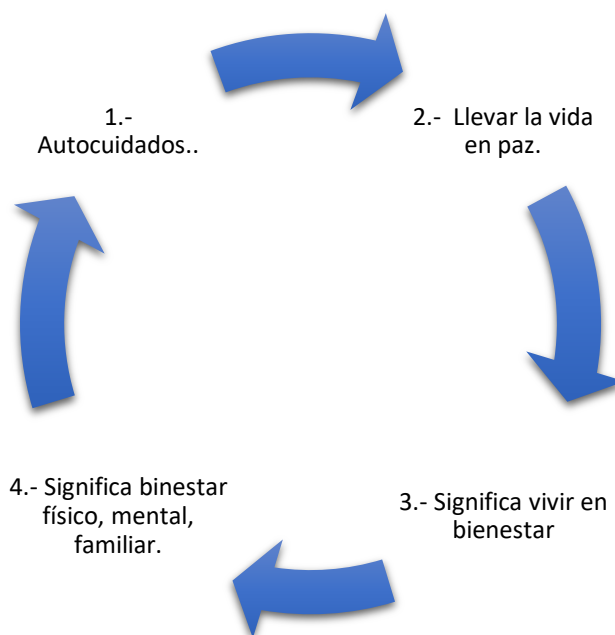 1.-
Autocuidados..
2.- Llevar la vida
en paz.
3.- Significa vivir en
bienestar
4.- Significa binestar
físico, mental,
familiar.